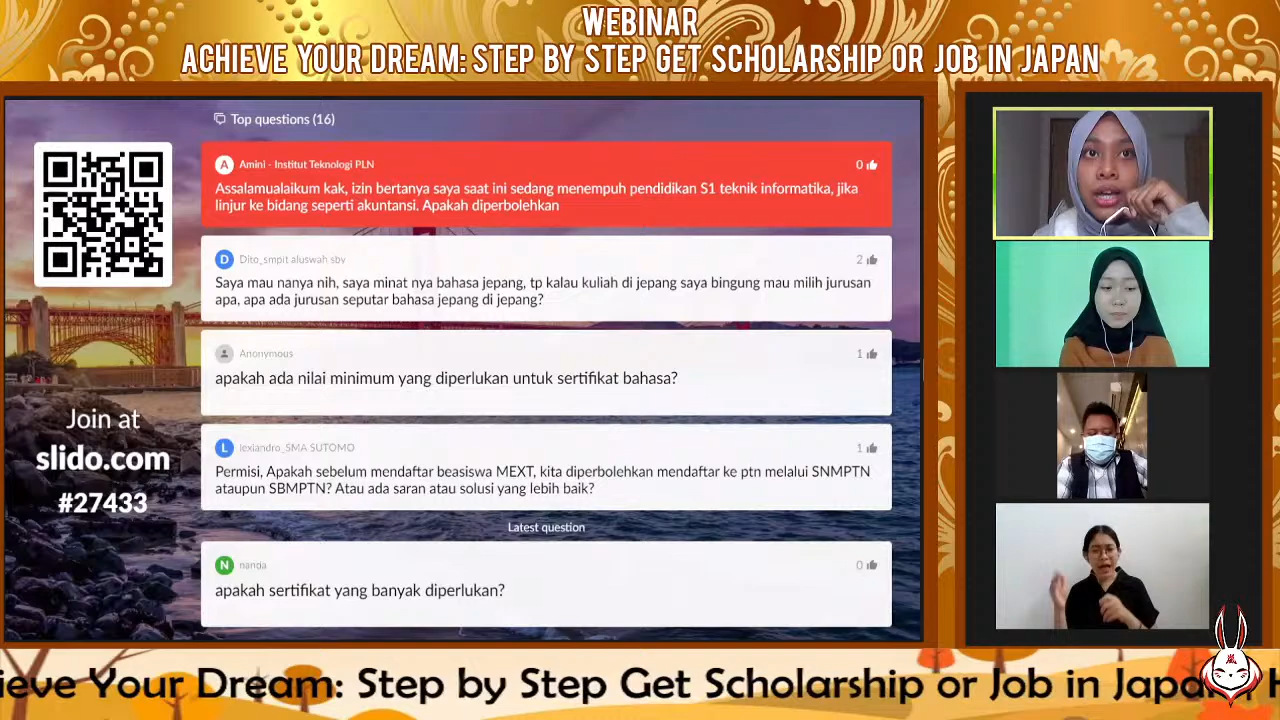 WEBINAR
ACHIEVE YOUR DREAM: STEP BY STEP GET SCHOLARSHIP OR JOB IN JAPAN
Top questions (16)
A Amini - Institut Teknologi PLN 0
Assalamualaikum kak, izin bertanya saya saat ini sedang menempuh pendidikan S1 teknik informatika, jika
linjur ke bidang seperti akuntansi. Apakah diperbolehkan
D Dito_smpit aluswah sby 2
Saya mau nanya nih, saya minat nya bahasa jepang, tp kalau kuliah di jepang saya bingung mau milih jurusan
apa, apa ada jurusan seputar bahasa jepang di jepang?
Anonymous 1
apakah ada nilai minimum yang diperlukan untuk sertifikat bahasa?
L lexiandro_SMA SUTOMO 1
Permisi, Apakah sebelum mendaftar beasiswa MEXT, kita diperbolehkan mendaftar ke ptn melalui SNMPTN
ataupun SBMPTN? Atau ada saran atau solusi yang lebih baik?
Latest question
N nanda 0
apakah sertifikat yang banyak diperlukan?
Join at
slido.com
#27433
ieve Your Dream: Step by Step Get Scholarship or Job in Japan